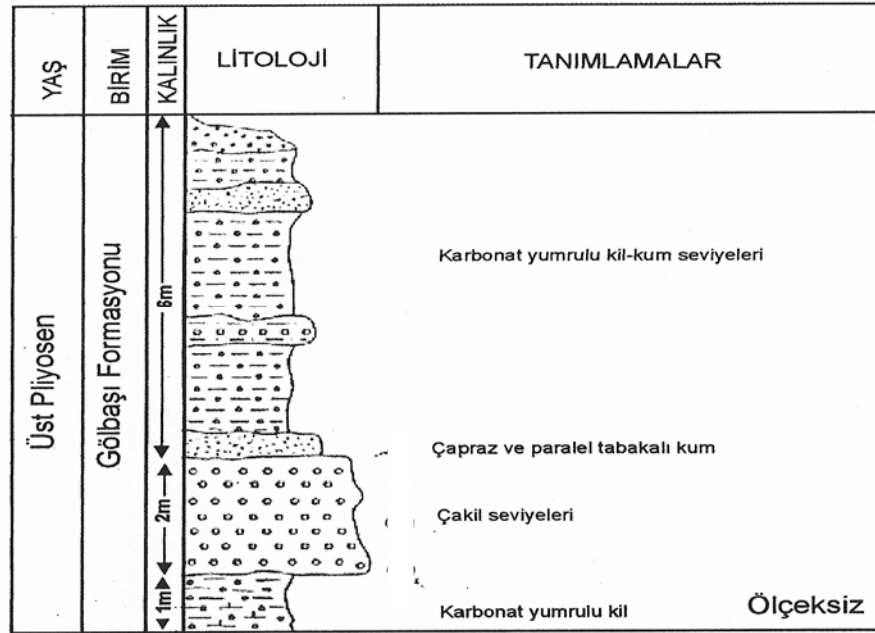 YAŞ
BİRİM
KALINLIK
LİTOLOJİ
TANIMLAMALAR
Üst Pliyosen
Gölbaşı Formasyonu
6m
2m
1m
Karbonat yumrulu kil-kum seviyeleri
Çapraz ve paralel tabakalı kum
Çakil seviyeleri
Karbonat yumrulu kil
Ölçeksiz